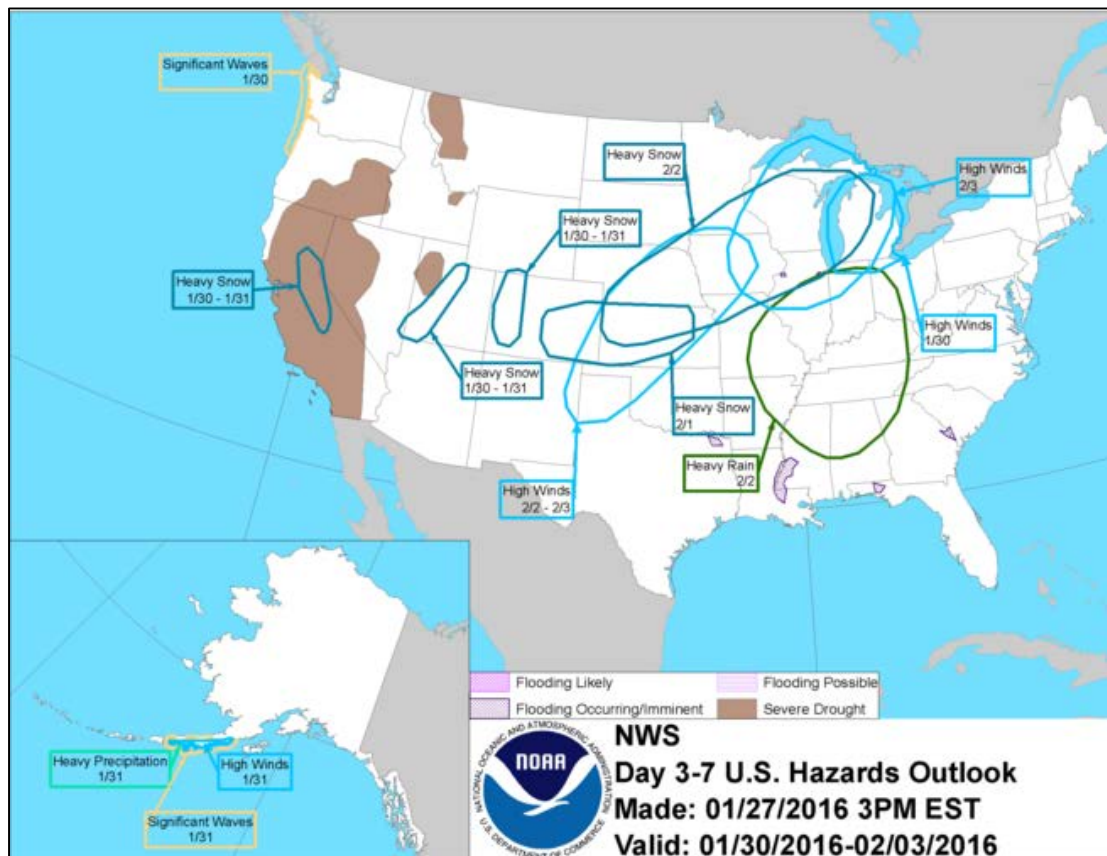 Significant Waves
1/30
Heavy Snow
2/2
High Winds
2/3
Heavy Snow
1/30 - 1/31
Heavy Snow
1/30 - 1/31
High Winds
1/30
Heavy Snow
1/30 - 1/31
Heavy Snow
2/1
Heavy Rain
2/2
High Winds
2/2 - 2/3
Heavy Precipitation
1/31
High Winds
1/31
Significant Waves
1/31
Flooding Likely
Flooding Possible
Flooding Occurring/Imminent
Severe Drought
NATIONAL OCEANIC AND ATMOSPHERIC ADMINISTRATION
NOAA
U.S. DEPARTMENT OF COMMERCE
NWS
Day 3-7 U.S. Hazards Outlook
Made: 01/27/2016 3PM EST
Valid: 01/30/2016-02/03/2016